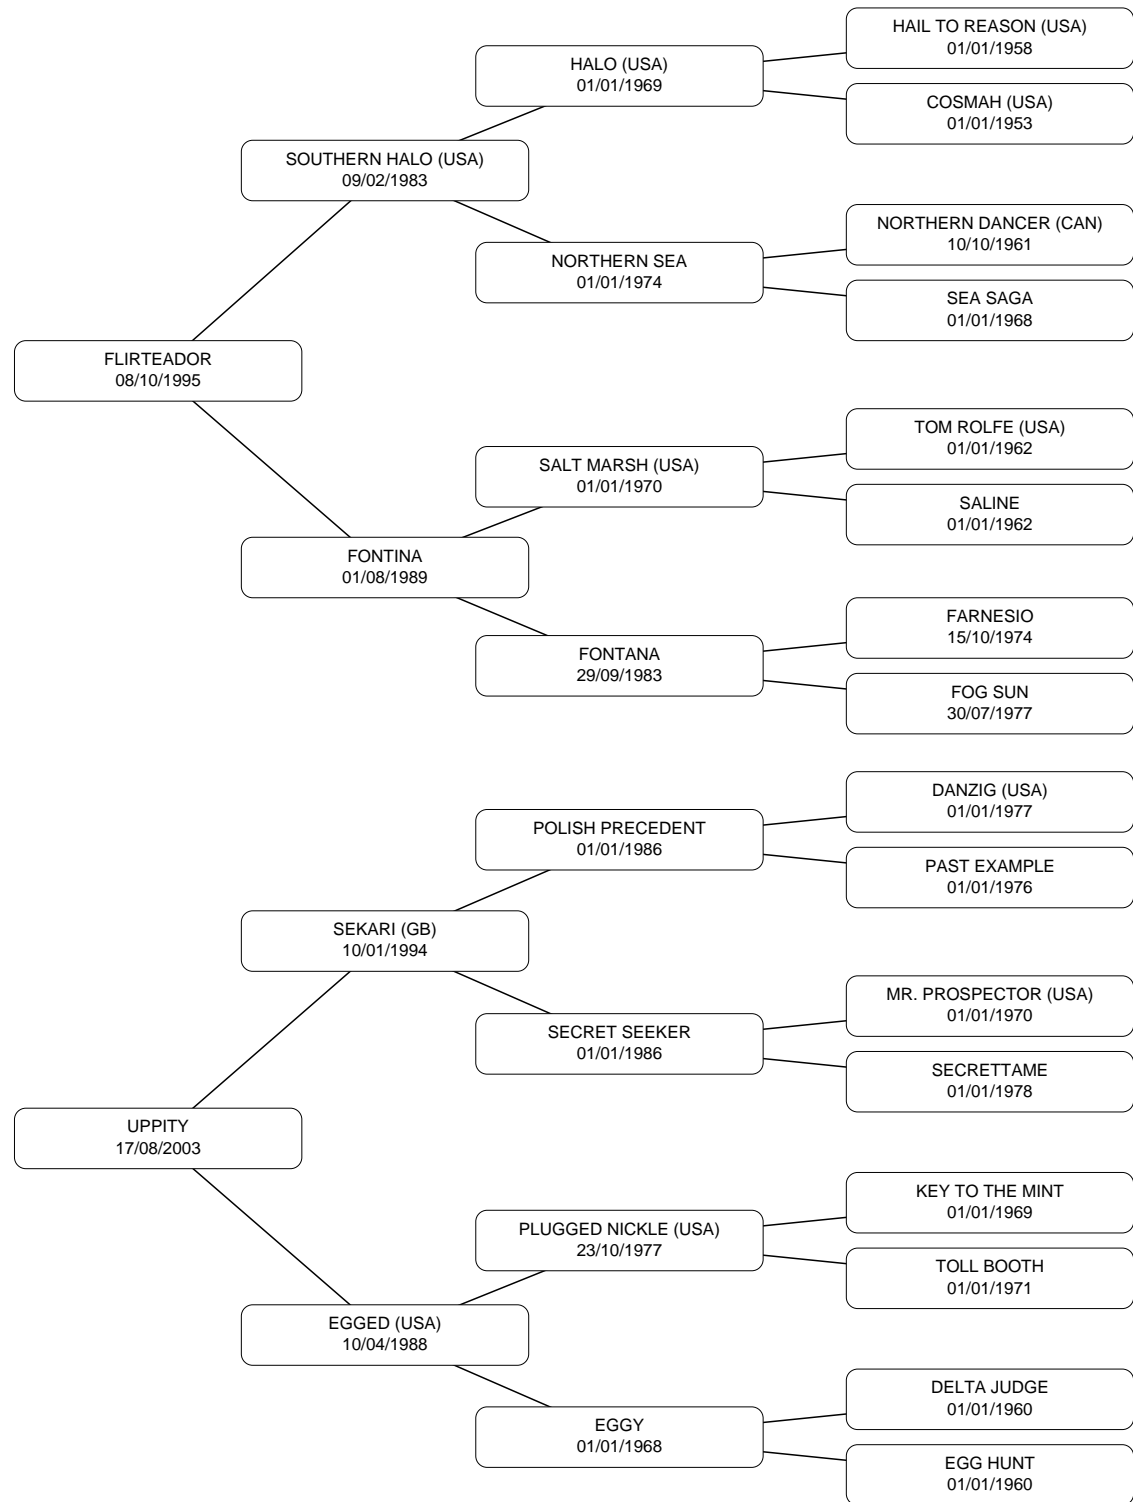 HAIL TO REASON (USA)
01/01/1958
HALO (USA)
01/01/1969
COSMAH (USA)
01/01/1953
SOUTHERN HALO (USA)
09/02/1983
NORTHERN DANCER (CAN)
10/10/1961
NORTHERN SEA
01/01/1974
SEA SAGA
01/01/1968
FLIRTEADOR
08/10/1995
TOM ROLFE (USA)
01/01/1962
SALT MARSH (USA)
01/01/1970
SALINE
01/01/1962
FONTINA
01/08/1989
FARNESIO
15/10/1974
FONTANA
29/09/1983
FOG SUN
30/07/1977
DANZIG (USA)
01/01/1977
POLISH PRECEDENT
01/01/1986
PAST EXAMPLE
01/01/1976
SEKARI (GB)
10/01/1994
MR. PROSPECTOR (USA)
01/01/1970
SECRET SEEKER
01/01/1986
SECRETTAME
01/01/1978
UPPITY
17/08/2003
KEY TO THE MINT
01/01/1969
PLUGGED NICKLE (USA)
23/10/1977
TOLL BOOTH
01/01/1971
EGGED (USA)
10/04/1988
DELTA JUDGE
01/01/1960
EGGY
01/01/1968
EGG HUNT
01/01/1960